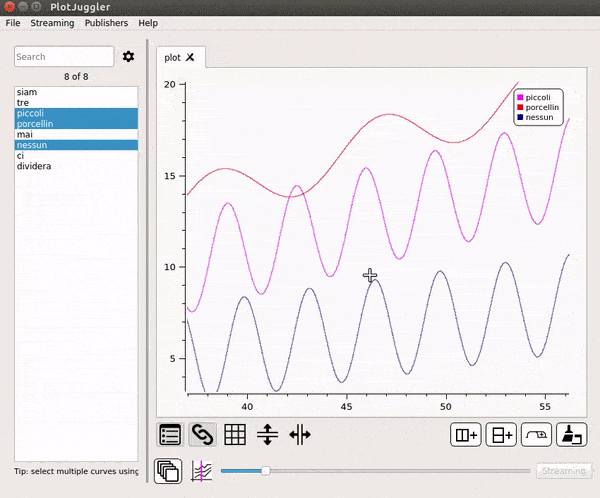 PlotJuggler
File Streaming Publishers Help
Search
8 of 8
siam
tre
piccoli
porcellin
mai
nessun
ci
dividera
Tip: select multiple curves using
plot
piccoli
porcellin
nessun
20
15
10
5
40 45 50 55
Streaming